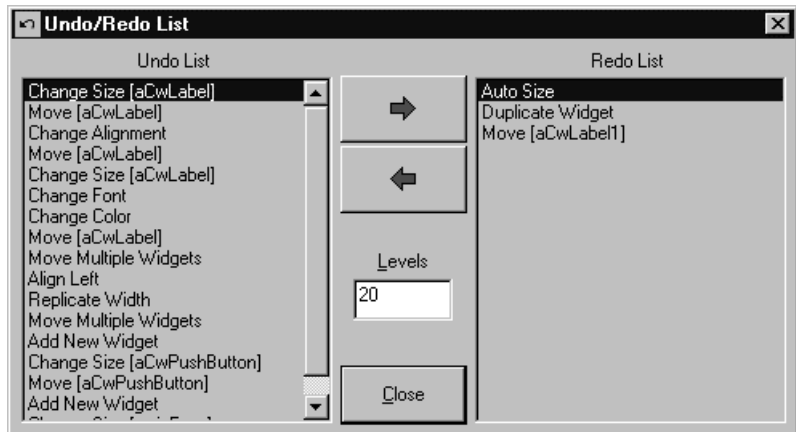 Undo/Redo List
Undo List
Change Size [aCwLabel]
Move [aCwLabel]
Change Alignment
Move [aCwLabel]
Change Size [aCwLabel]
Change Font
Change Color
Move [aCwLabel]
Move Multiple Widgets
Align Left
Replicate Width
Move Multiple Widgets
Add New Widget
Change Size [aCwPushButton]
Move [aCwPushButton]
Add New Widget
Levels
20
Close
Redo List
Auto Size
Duplicate Widget
Move [aCwLabel1]